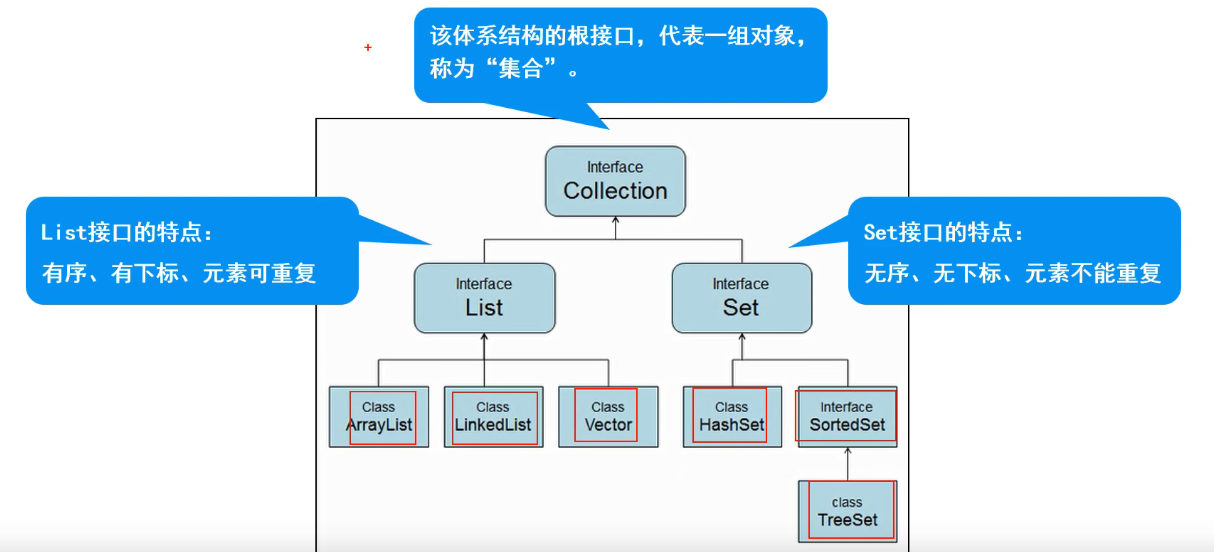 该体系结构的根接口，代表一组对象，
称为“集合”。
Interface
Collection
List接口的特点：
有序、有下标、元素可重复
Set接口的特点：
无序、无下标、元素不能重复
Interface
List
Interface
Set
Class
ArrayList
Class
LinkedList
Class
Vector
Class
HashSet
Interface
SortedSet
class
TreeSet